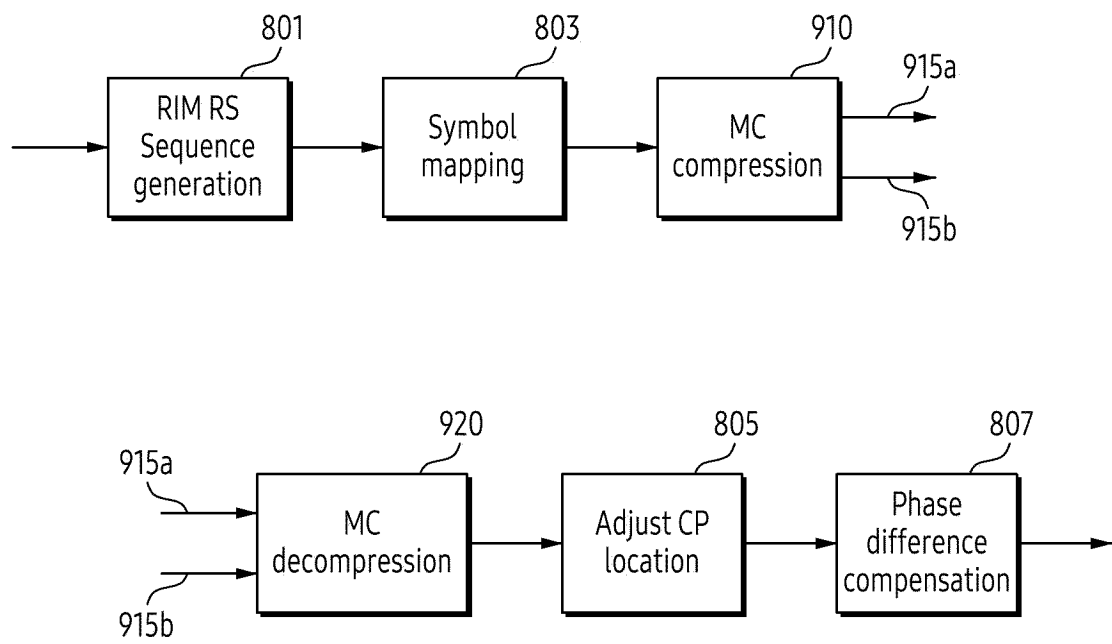 801
803
910
915a
RIM RS
Sequence
generation
Symbol
mapping
MC
compression
915b
920
805
807
915a
MC
decompression
Adjust CP
location
Phase
difference
compensation
915b